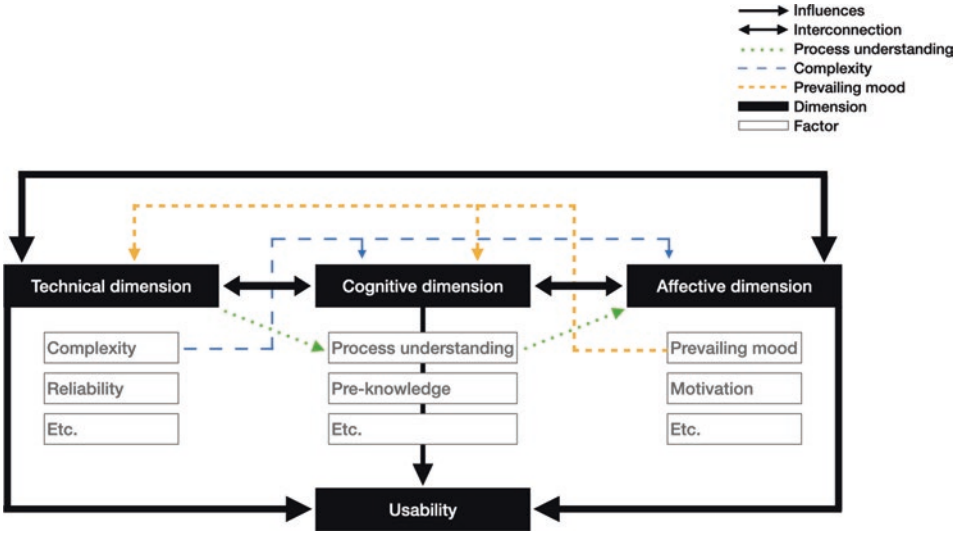 Influences
Interconnection
Process understanding
Complexity
Prevailing mood
Dimension
Factor
Technical dimension
Cognitive dimension
Affective dimension
Complexity
Process understanding
Prevailing mood
Reliability
Pre-knowledge
Motivation
Etc.
Etc.
Etc.
Usability